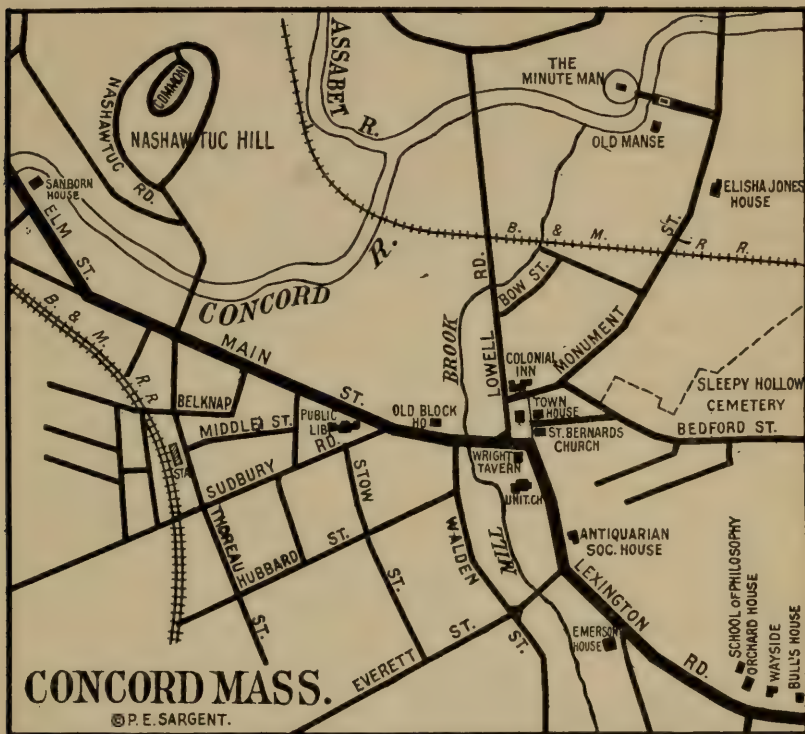 ASSABET
R.
THE
MINUTE MAN
NASHAWTUC
RD.
COMMON
NASHAWTUC HILL
OLD MANSE
SANBORN
HOUSE
ELISHA JONES
HOUSE
ELM
ST.
B. & M. R. R.
CONCORD
R.
B. & M.
R R
MAIN
ST.
BROOK
LOWELL
RD.
BOW ST.
MONUMENT
ST.
COLONIAL
INN
SLEEPY HOLLOW
CEMETERY
BELKNAP
MIDDLE ST.
PUBLIC
LIB.
OLD BLOCK
HO.
TOWN
HOUSE
ST. BERNARDS
CHURCH
BEDFORD ST.
STA.
SUDBURY
RD.
WRIGHT
TAVERN
UNIT. CH.
THOREAU
ST.
HUBBARD
ST.
STOW
ST.
WALDEN
ST.
MILL
ANTIQUARIAN
SOC. HOUSE
LEXINGTON
RD.
EVERETT
ST.
EMERSON
HOUSE
SCHOOL OF PHILOSOPHY
ORCHARD HOUSE
WAYSIDE
BULL'S HOUSE
CONCORD MASS.
© P. E. SARGENT.